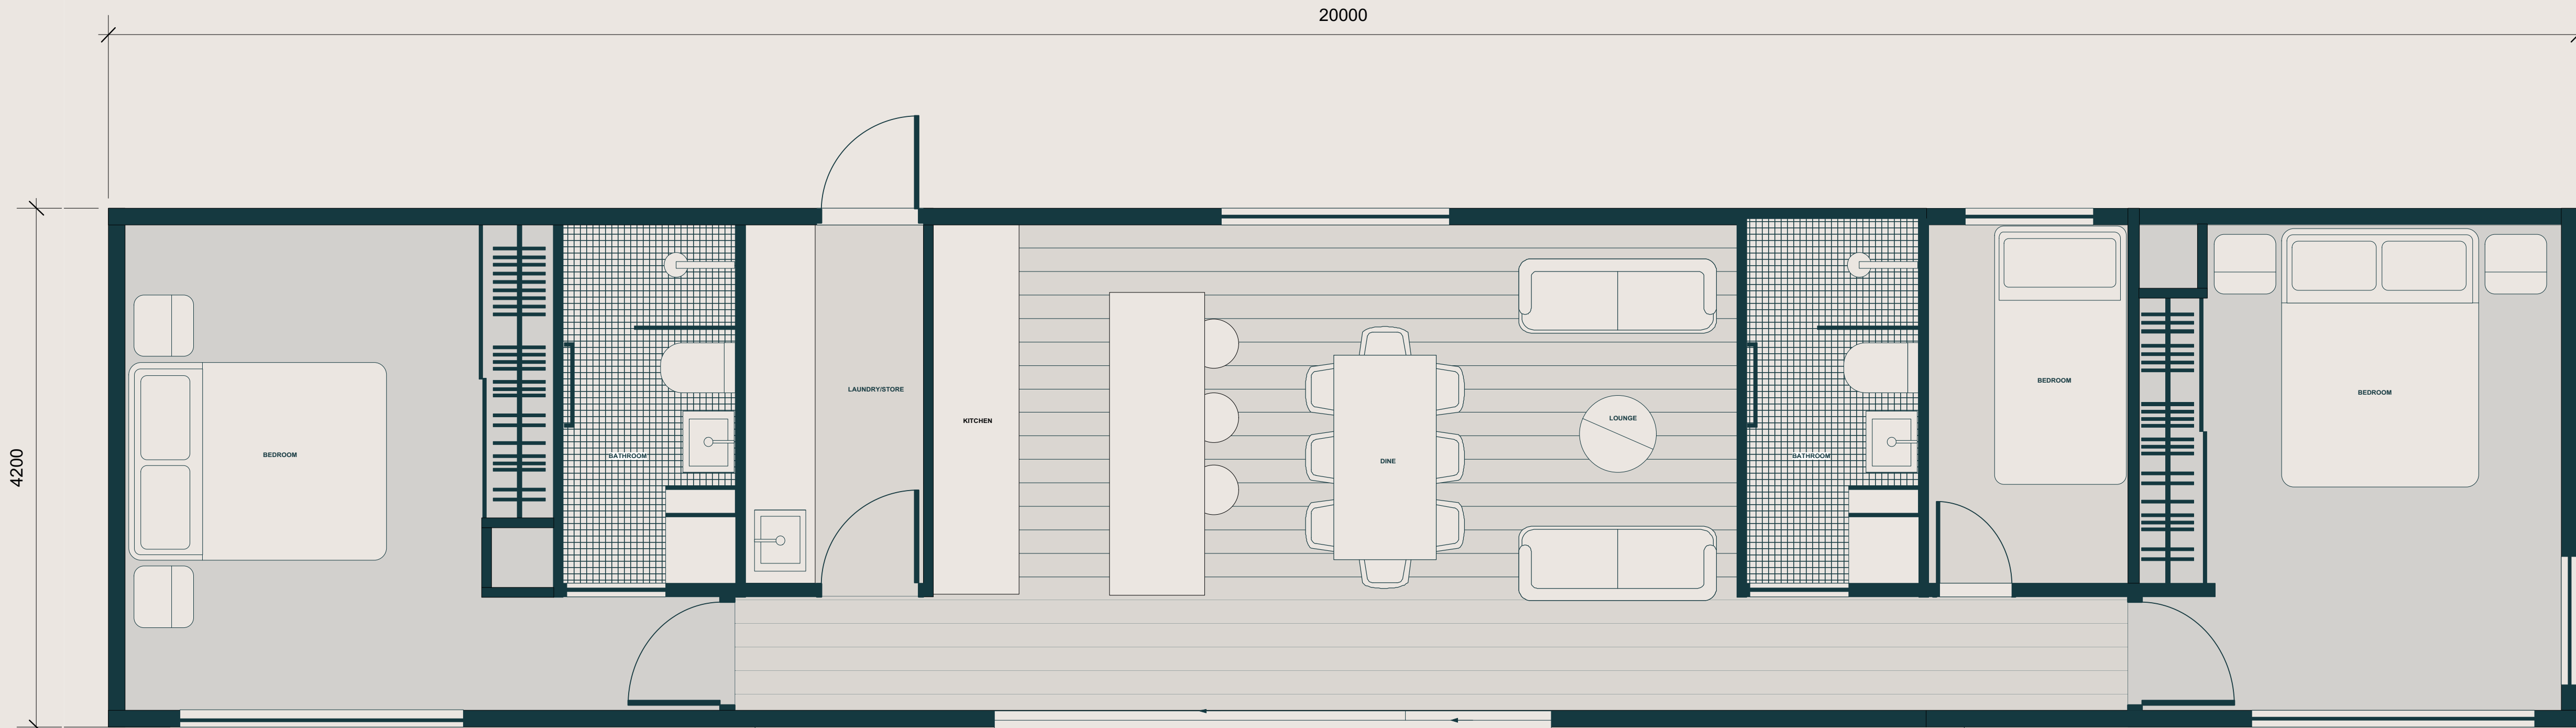 20000
4200
BEDROOM
BATHROOM
LAUNDRY/STORE
KITCHEN
DINE
LOUNGE
BATHROOM
BEDROOM
BEDROOM